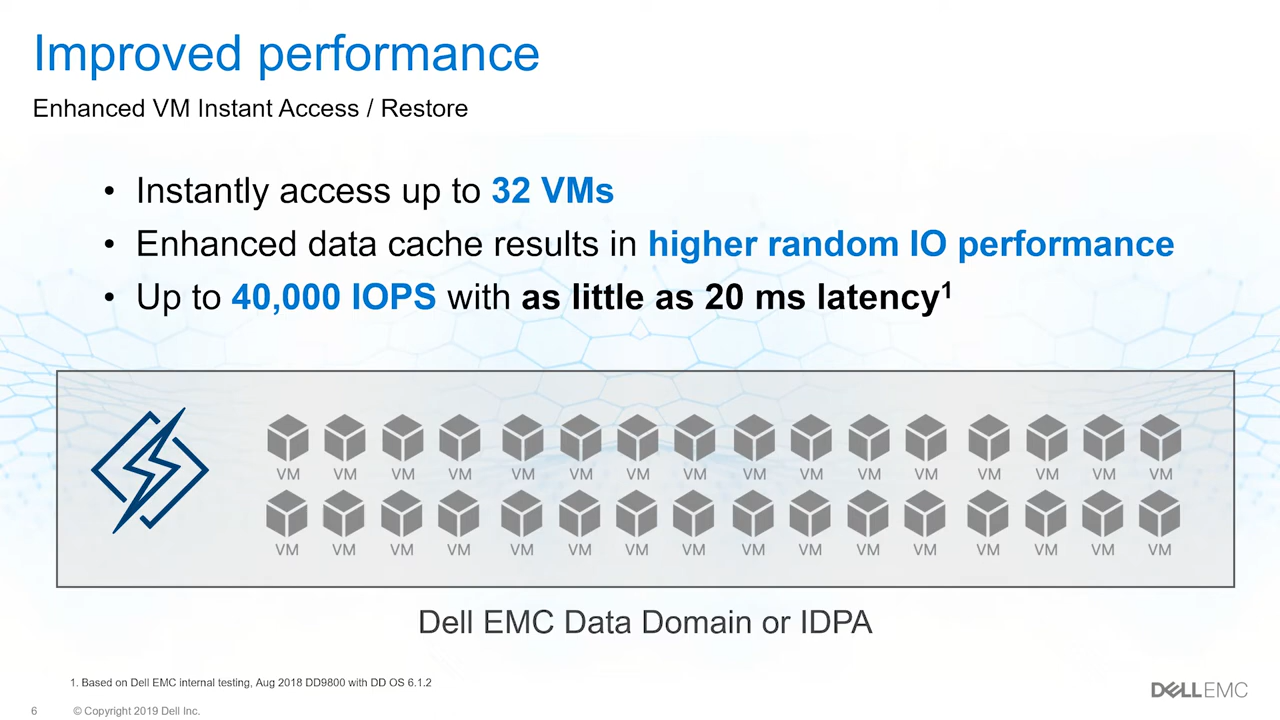 Improved performance
Enhanced VM Instant Access / Restore
• Instantly access up to 32 VMs
• Enhanced data cache results in higher random IO performance
• Up to 40,000 IOPS with as little as 20 ms latency¹
VM VM VM VM VM VM VM VM VM VM VM VM VM VM VM VM
VM VM VM VM VM VM VM VM VM VM VM VM VM VM VM VM
Dell EMC Data Domain or IDPA
1. Based on Dell EMC internal testing, Aug 2018 DD9800 with DD OS 6.1.2
DELLEMC
6 © Copyright 2019 Dell Inc.